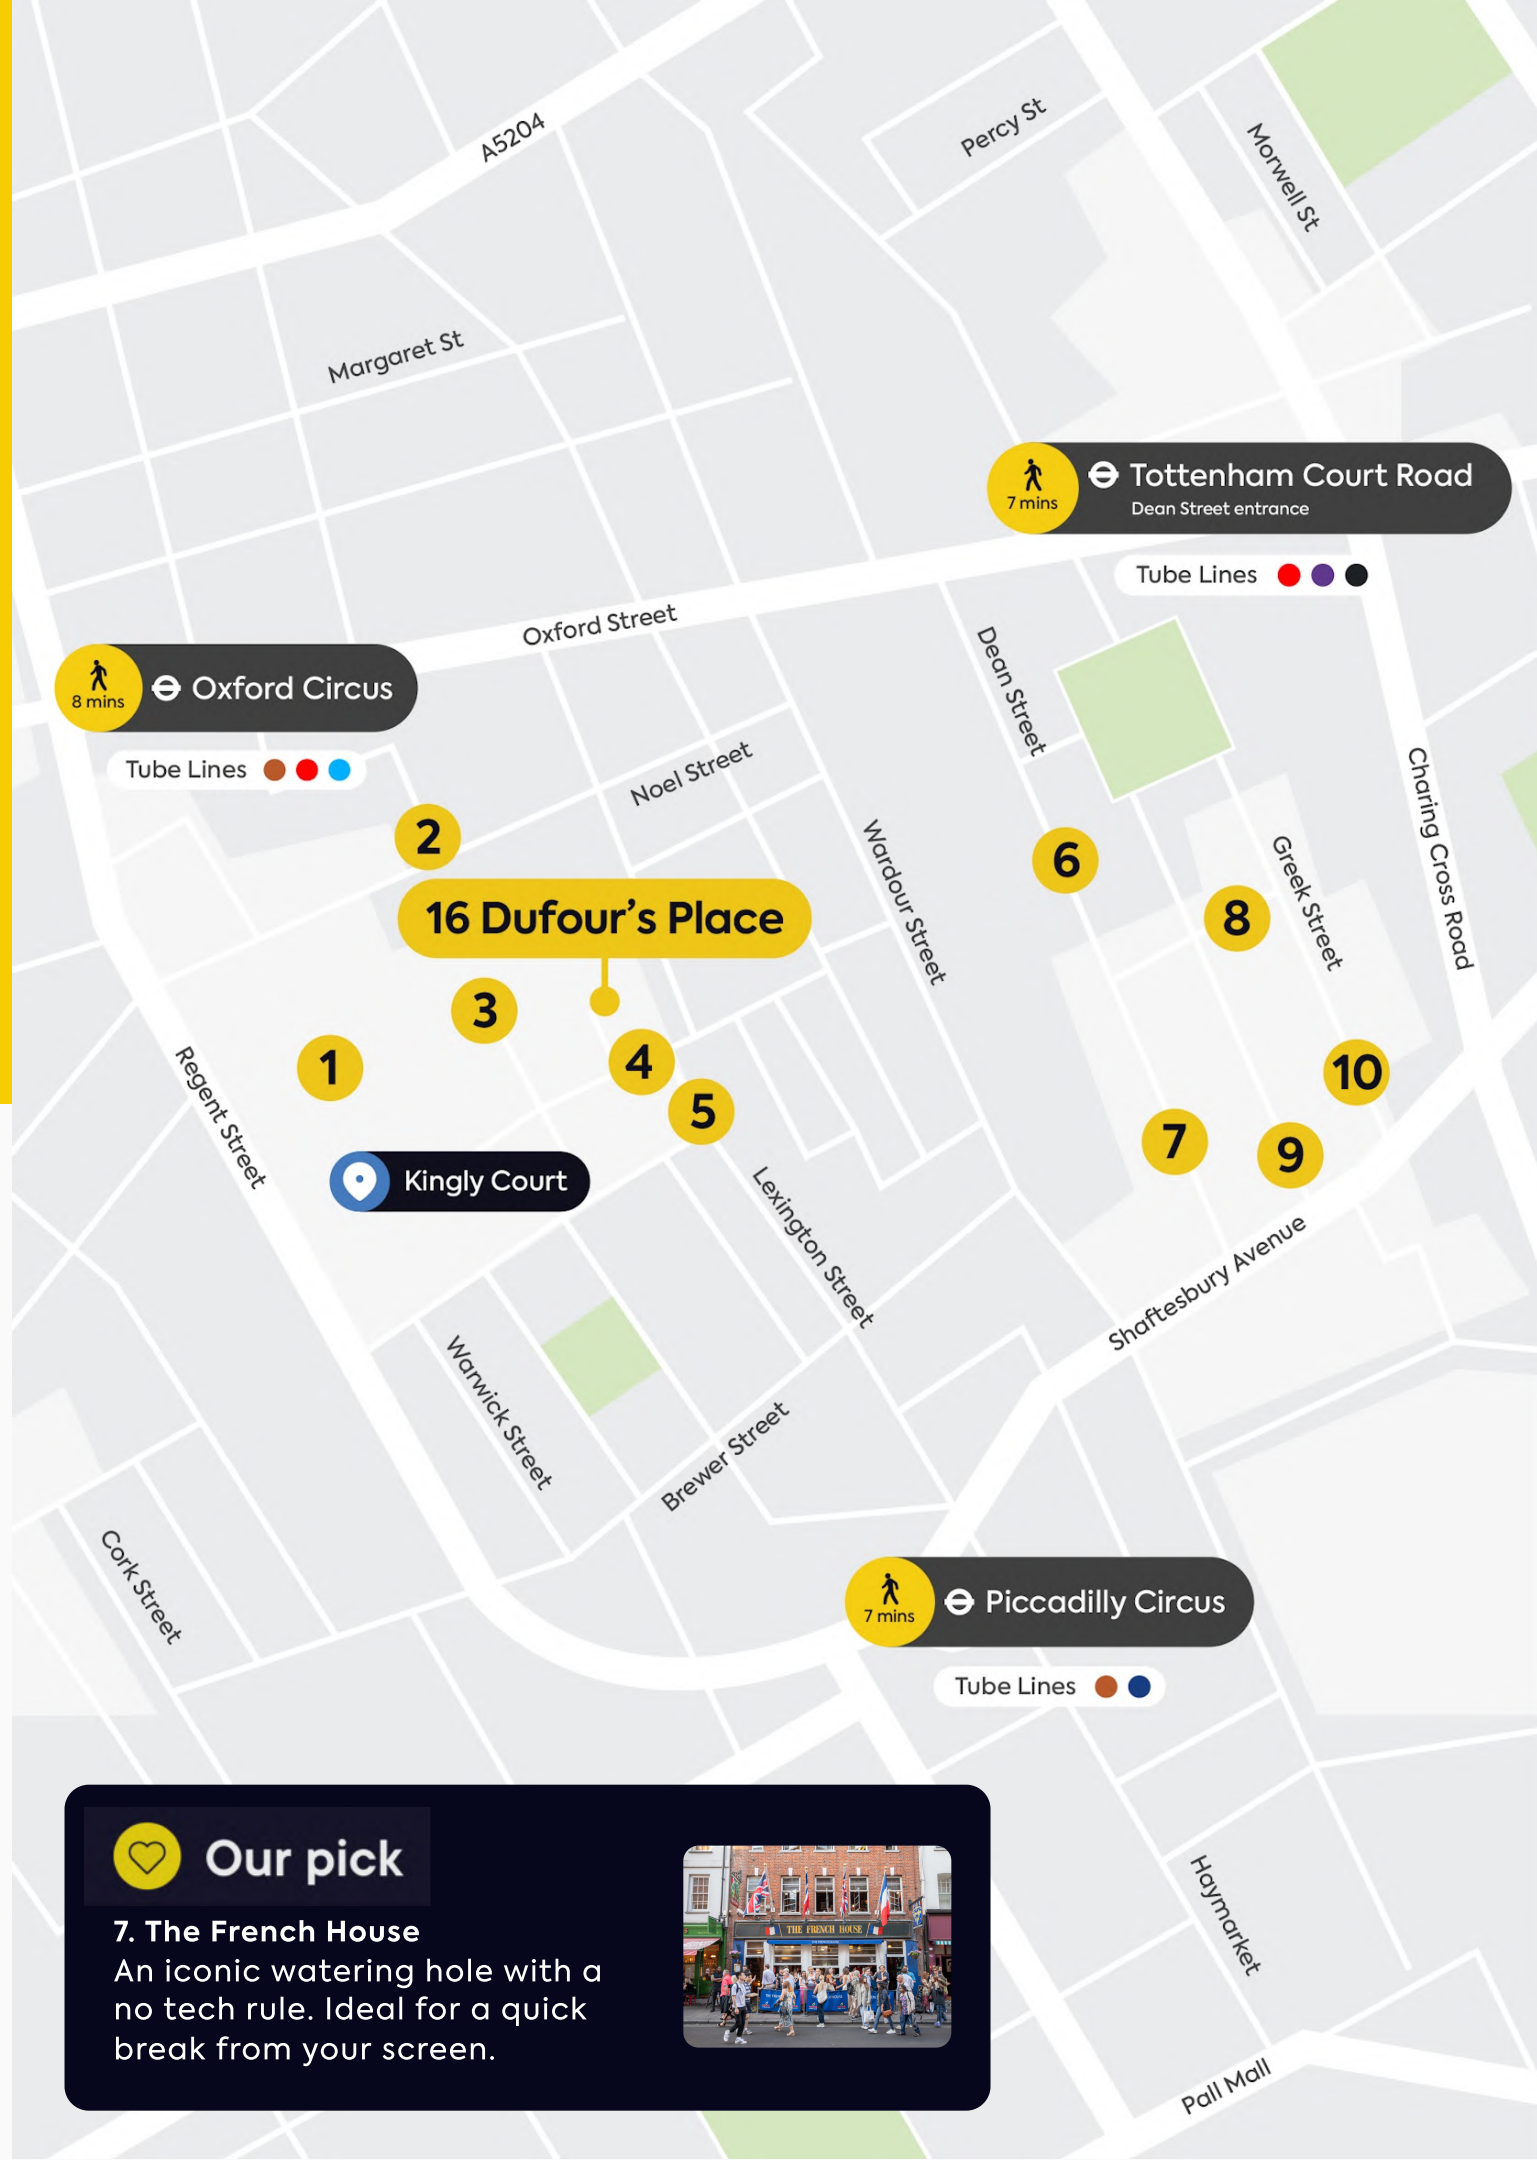 A5204
Percy St
Morwell St
Margaret St
7 mins
Tottenham Court Road
Dean Street entrance
Tube Lines
Oxford Street
Dean Street
8 mins
Oxford Circus
Tube Lines
Noel Street
Charing Cross Road
2
Wardour Street
6
Greek Street
16 Dufour’s Place
8
3
1
4
10
5
Regent Street
7
9
Kingly Court
Lexington Street
Shaftesbury Avenue
Warwick Street
Brewer Street
Cork Street
7 mins
Piccadilly Circus
Tube Lines
Our pick
7. The French House
An iconic watering hole with a
no tech rule. Ideal for a quick
break from your screen.
THE FRENCH HOUSE
Haymarket
Pall Mall